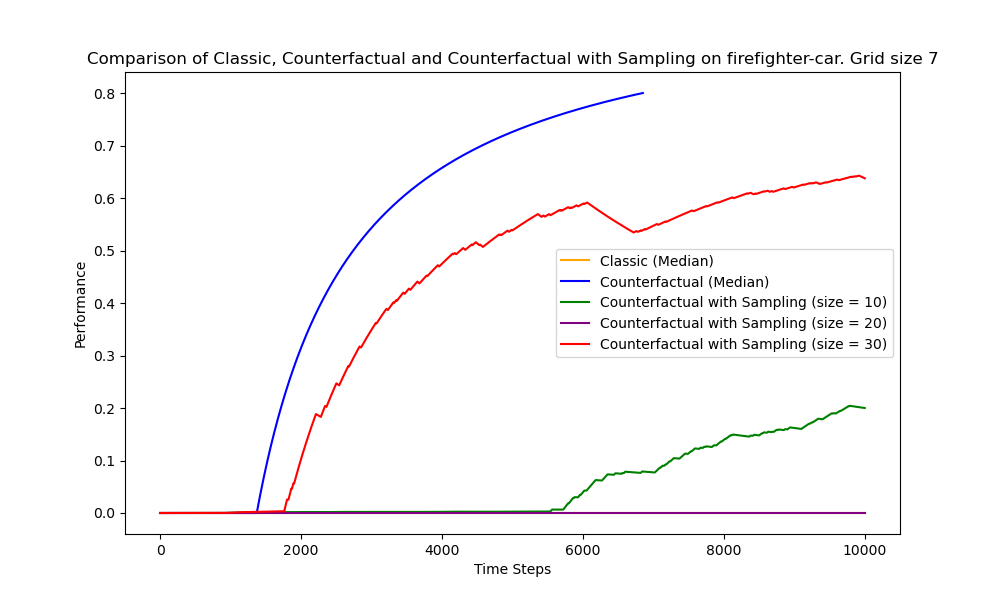 Comparison of Classic, Counterfactual and Counterfactual with Sampling on firefighter-car. Grid size 7
0.8
0.7
0.6
0.5
0.4
0.3
0.2
0.1
0.0
Performance
Classic (Median)
Counterfactual (Median)
Counterfactual with Sampling (size = 10)
Counterfactual with Sampling (size = 20)
Counterfactual with Sampling (size = 30)
0 2000 4000 6000 8000 10000
Time Steps